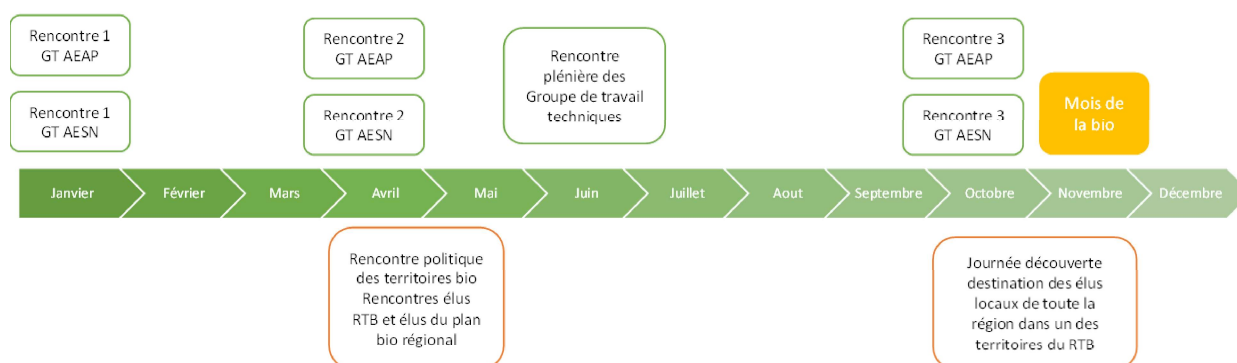 Rencontre 1
GT AEAP
Rencontre 2
GT AEAP
Rencontre
plénière des
Groupe de travail
techniques
Rencontre 3
GT AEAP
Rencontre 1
GT AESN
Rencontre 2
GT AESN
Rencontre 3
GT AESN
Mois de
la bio
Janvier
Février
Mars
Avril
Mai
Juin
Juillet
Aout
Septembre
Octobre
Novembre
Décembre
Rencontre politique
des territoires bio
Rencontres élus
RTB et élus du plan
bio régional
Journée découverte
destination des élus
locaux de toute la
région dans un des
territoires du RTB